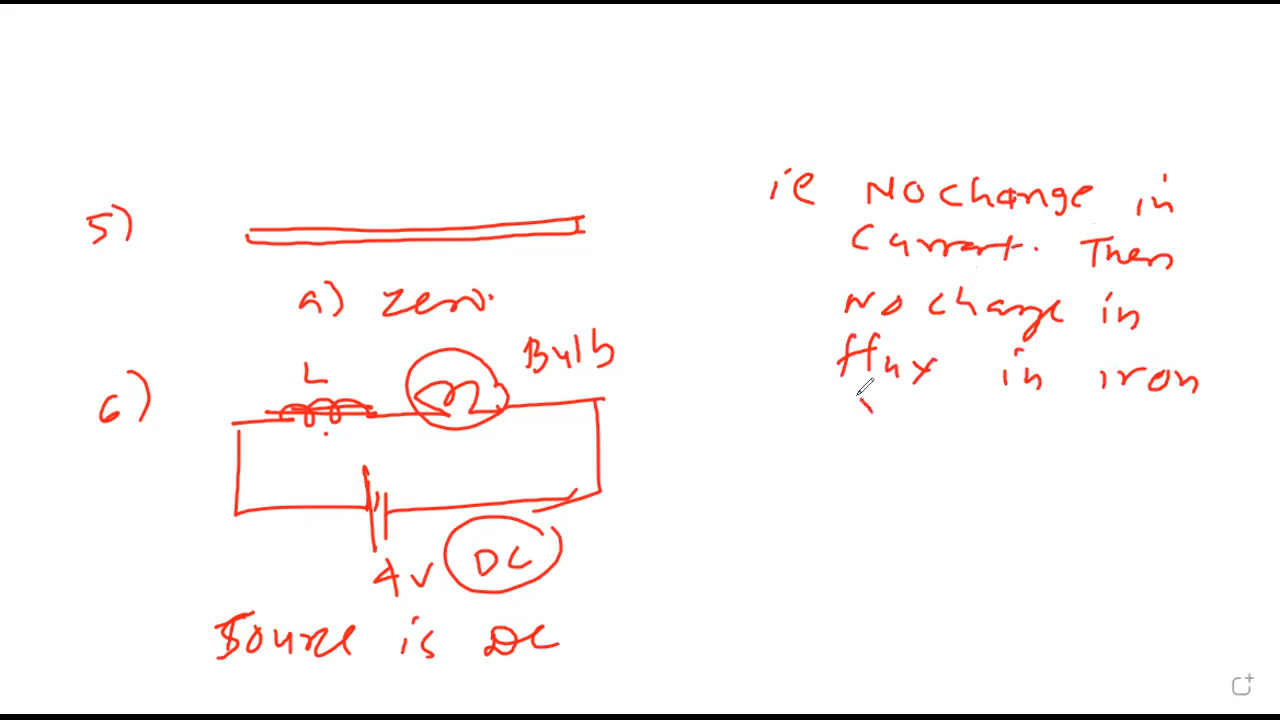 5)
a) zero.
6)
L
Bulb
4V
DC
Source is DC
ie No change in
Current. Then
No change in
flux in iron